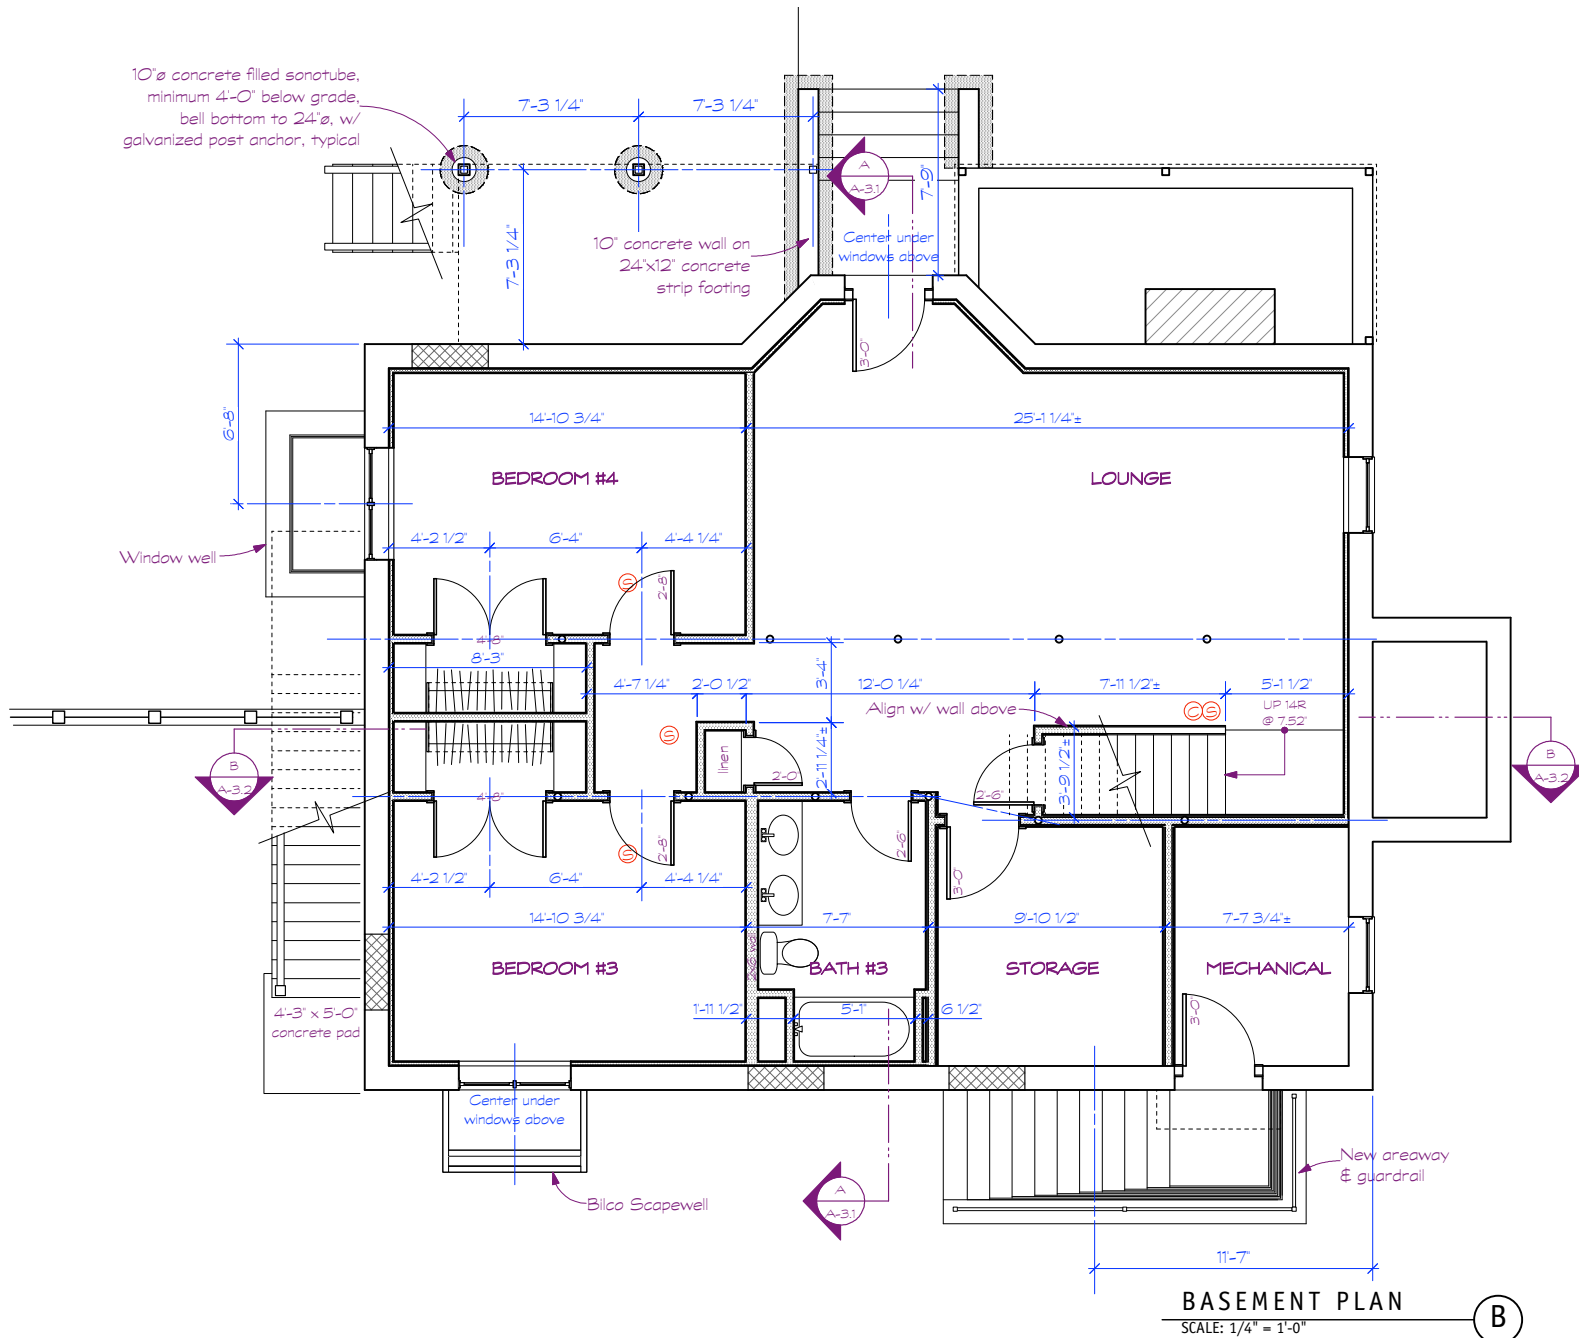 10"ø concrete filled sonotube,
minimum 4'-0" below grade,
bell bottom to 24"ø, w/
galvanized post anchor, typical
7'-3 1/4"
7'-3 1/4"
7'-3 1/4"
7'-9"
A
A-3.1
10" concrete wall on
24"x12" concrete
strip footing
Center under
windows above
3'-0"
6'-8"
14'-10 3/4"
25'-1 1/4"±
BEDROOM #4
LOUNGE
Window well
4'-2 1/2"
6'-4"
4'-4 1/4"
S
2'-8"
4'-8"
8'-3"
4'-7 1/4"
2'-0 1/2"
3'-4"
12'-0 1/4"
7'-11 1/2"±
5'-1 1/2"
Align w/ wall above
C
S
UP 14R
@ 7.52"
S
linen
2'-0"
2'-11 1/4"±
3'-9 1/2"±
2'-6"
B
A-3.2
B
A-3.2
4'-8"
S
2'-8"
2'-6"
3'-0"
4'-2 1/2"
6'-4"
4'-4 1/4"
14'-10 3/4"
7'-7"
9'-10 1/2"
7'-7 3/4"±
BEDROOM #3
2x6 wall
BATH #3
STORAGE
MECHANICAL
4'-3" x 5'-0"
concrete pad
1'-11 1/2"
5'-1"
6 1/2"
3'-0"
Center under
windows above
Bilco Scapewell
A
A-3.1
New areaway
& guardrail
11'-7"
BASEMENT PLAN
SCALE: 1/4" = 1'-0"
B